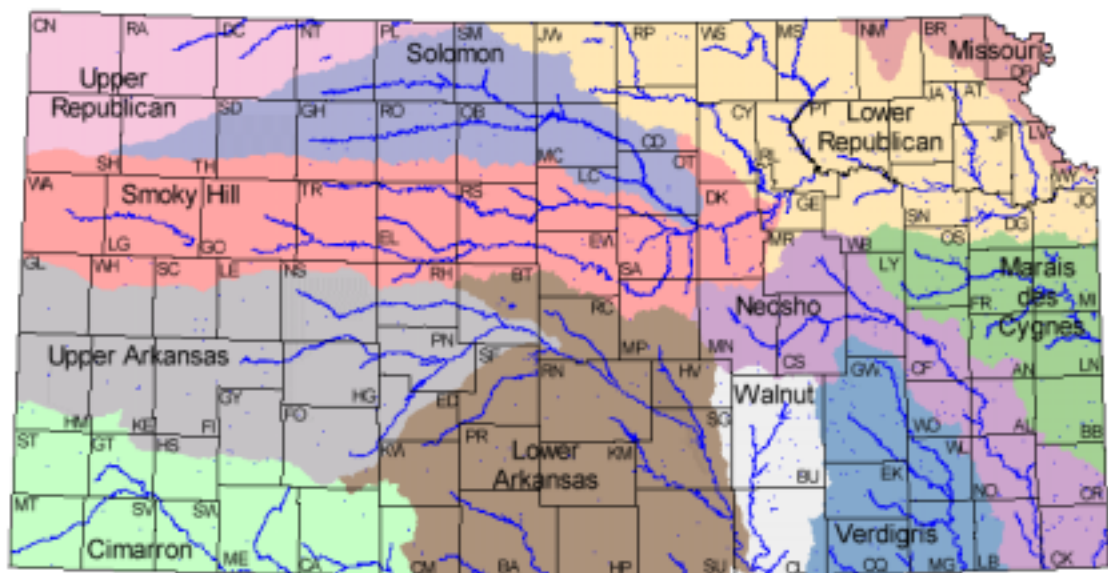 CN RA DC NT PL SM JW RP WS MS NM BR
Missouri
DP
Solomon
Upper
Republican
SD GH RO OB MC CD CY PT JA AT
Lower
Republican
JF LV
RL
OT
LC
WY
SH TH
WA
Smoky Hill
TR RS DK GE
SN DG JO
LG GO EL EW MR WB OS
GL WH SC LE NS RH BT SA
LY
Marais
des
Cygnes
FR MI
Neosho
RC
PN SF MP MN CS
Upper Arkansas
RN HV GW CF AN LN
HG GY ED
Walnut
FO SG
HM KE FI
ST GT HS
KW PR
Lower
Arkansas
KM BU WO AL BB
WL
EK NO CR
MT SV SW
Cimarron
Verdigris
ME CA CM BA HP SU CL CQ MG LB CK